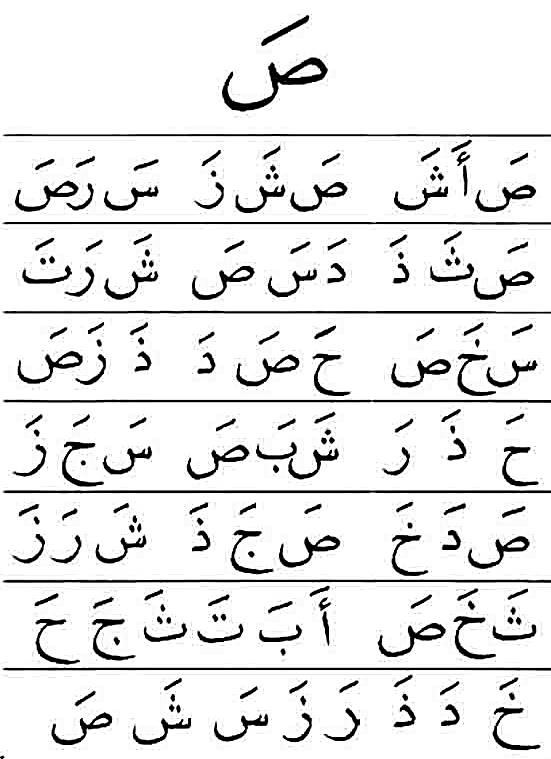 صَ
صَ أَ شَ صَ شَ زَ سَ رَ صَ
صَ ثَ ذَ دَ سَ صَ شَ رَ تَ
سَ خَ صَ حَ صَ دَ ذَ زَ صَ
حَ ذَ رَ شَ بَ صَ سَ جَ زَ
صَ دَ خَ صَ جَ ذَ شَ رَ زَ
ثَ خَ صَ أَ بَ تَ ثَ جَ حَ
خَ دَ ذَ رَ زَ سَ شَ صَ